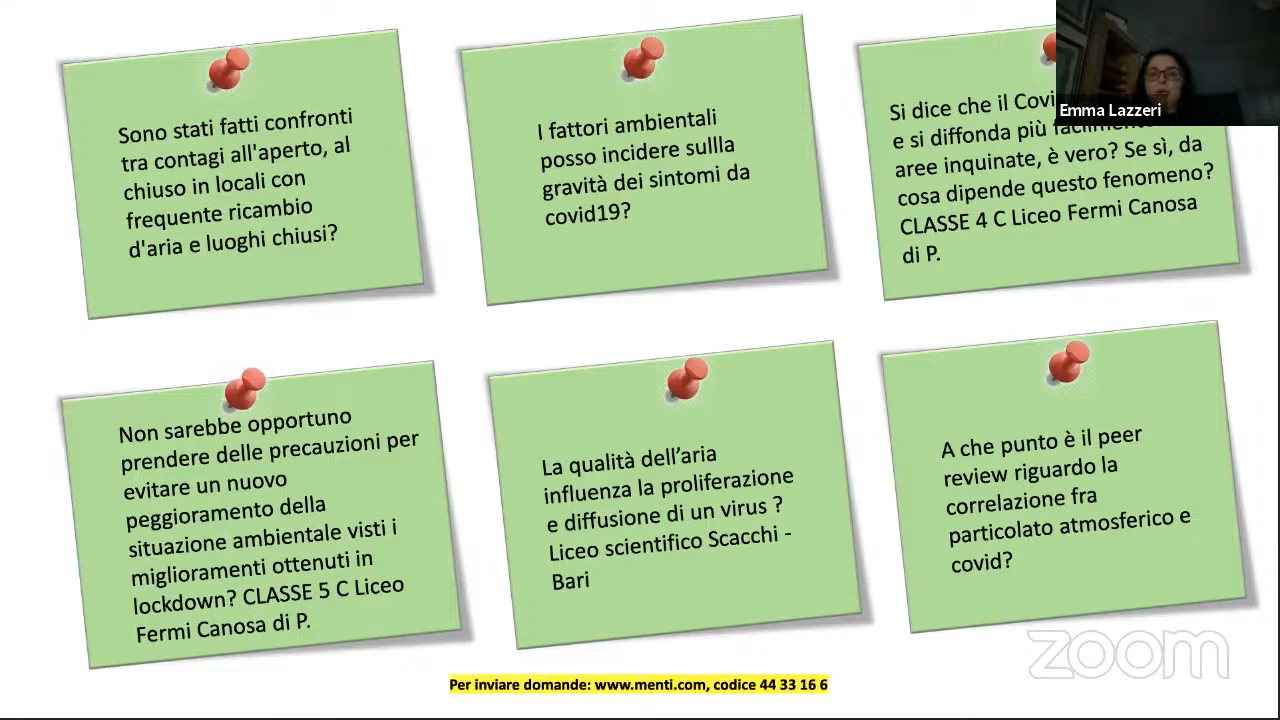 Sono stati fatti confronti
tra contagi all'aperto, al
chiuso in locali con
frequente ricambio
d'aria e luoghi chiusi?
I fattori ambientali
posso incidere sullla
gravità dei sintomi da
covid19?
Si dice che il Covi
e si diffonda più
aree inquinate, è vero? Se sì, da
cosa dipende questo fenomeno?
CLASSE 4 C Liceo Fermi Canosa
di P.
Emma Lazzeri
Non sarebbe opportuno
prendere delle precauzioni per
evitare un nuovo
peggioramento della
situazione ambientale visti i
miglioramenti ottenuti in
lockdown? CLASSE 5 C Liceo
Fermi Canosa di P.
La qualità dell’aria
influenza la proliferazione
e diffusione di un virus ?
Liceo scientifico Scacchi -
Bari
A che punto è il peer
review riguardo la
correlazione fra
particolato atmosferico e
covid?
zoom
Per inviare domande: www.menti.com, codice 44 33 16 6